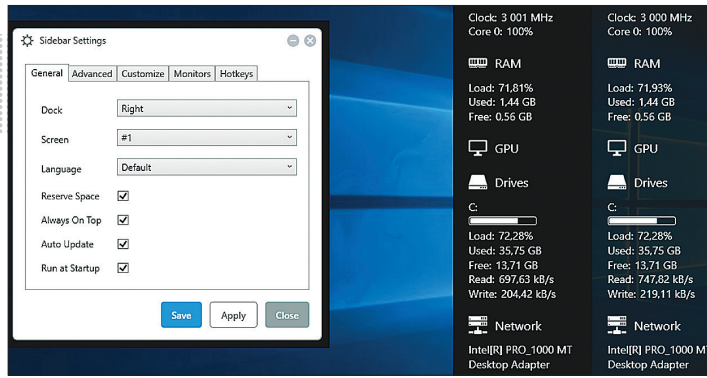 Sidebar Settings
General Advanced Customize Monitors Hotkeys
Dock Right
Screen #1
Language Default
Reserve Space
Always On Top
Auto Update
Run at Startup
Save Apply Close
Clock: 3 001 MHz
Core 0: 100%
RAM
Load: 71,81%
Used: 1,44 GB
Free: 0,56 GB
GPU
Drives
C:
Load: 72,28%
Used: 35,75 GB
Free: 13,71 GB
Read: 697,63 kB/s
Write: 204,42 kB/s
Network
Intel[R] PRO_1000 MT
Desktop Adapter
Clock: 3 000 MHz
Core 0: 100%
RAM
Load: 71,93%
Used: 1,44 GB
Free: 0,56 GB
GPU
Drives
C:
Load: 72,28%
Used: 35,75 GB
Free: 13,71 GB
Read: 747,82 kB/s
Write: 219,11 kB/s
Network
Intel[R] PRO_1000 MT
Desktop Adapter